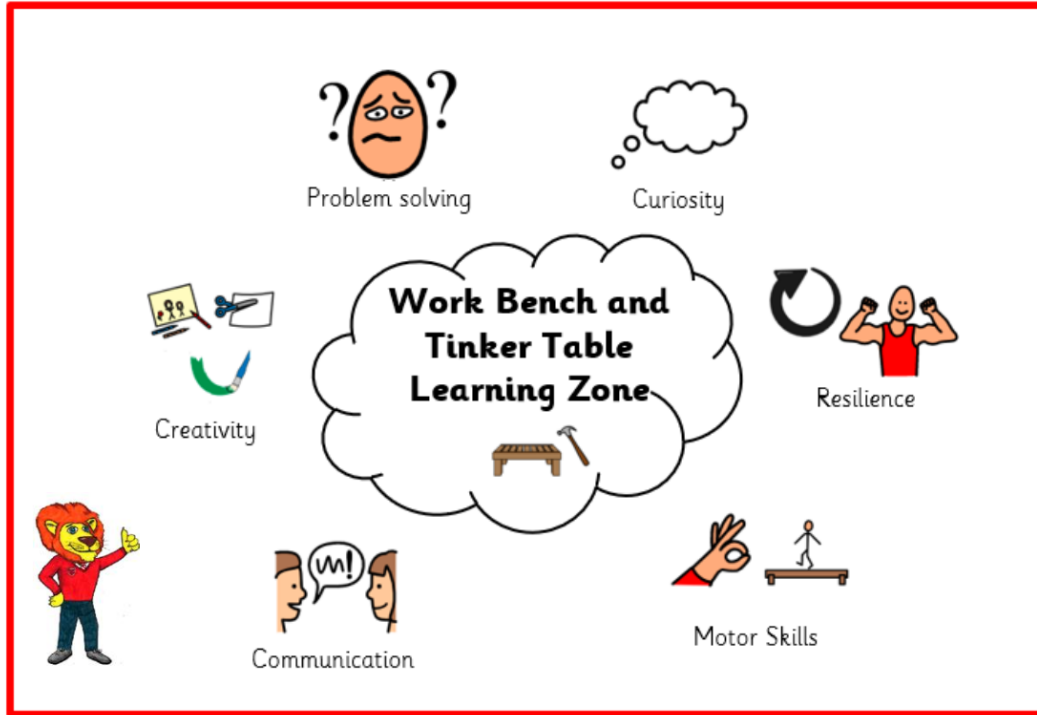 ? ?
Problem solving
Curiosity
Work Bench and
Tinker Table
Learning Zone
Creativity
Resilience
Communication
Motor Skills